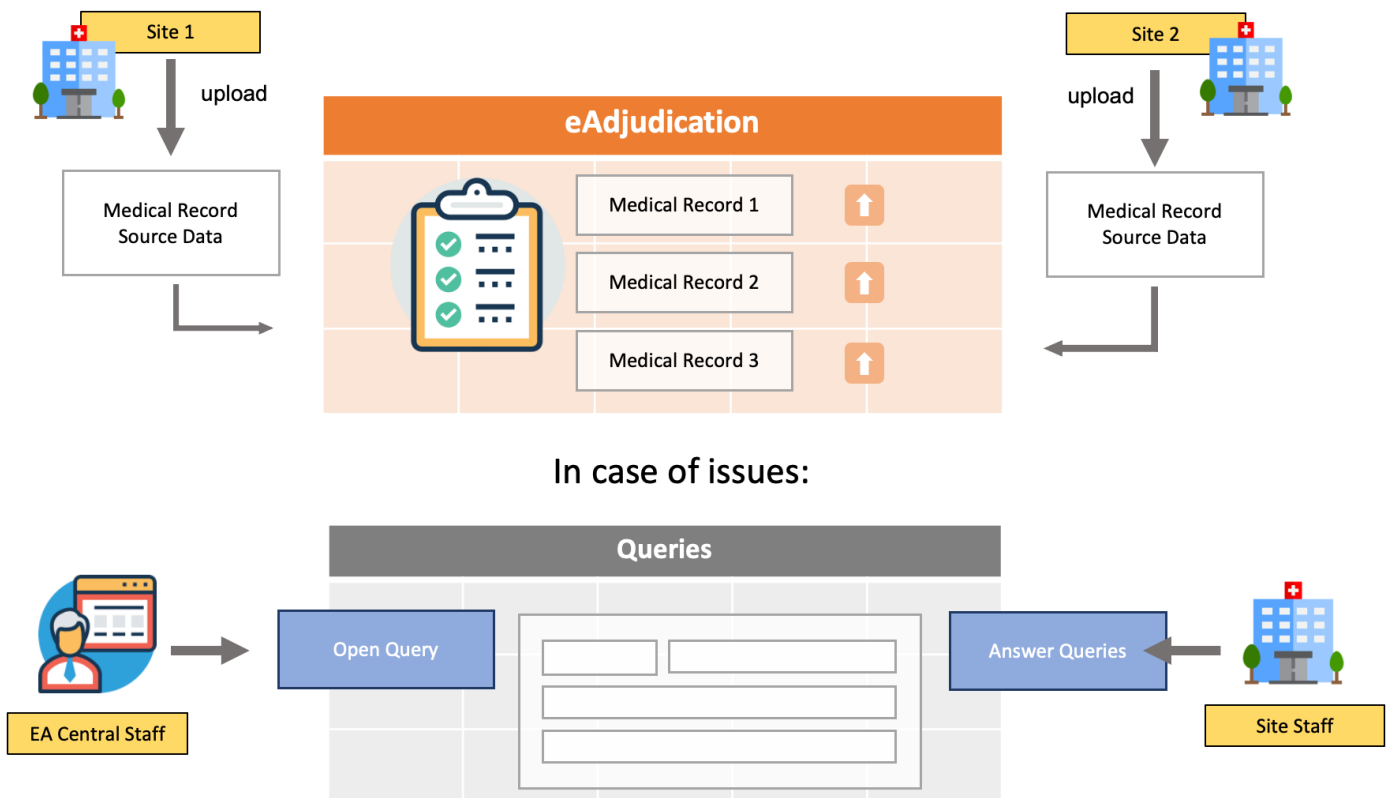 Site 1
Site 2
upload
upload
eAdjudication
Medical Record
Source Data
Medical Record 1
Medical Record 2
Medical Record 3
Medical Record
Source Data
In case of issues:
Queries
Open Query
Answer Queries
EA Central Staff
Site Staff